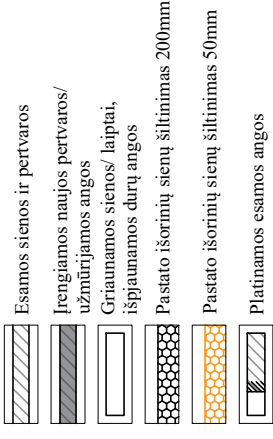 Esamos sienos ir pertvaros
Įrengiamos naujos pertvaros/
užmūrijamos angos
Griaunamos sienos/ laiptai,
išpjaunamos durų angos
Pastato išorinių sienų šiltinimas 200mm
Pastato išorinių sienų šiltinimas 50mm
Platinamos esamos angos